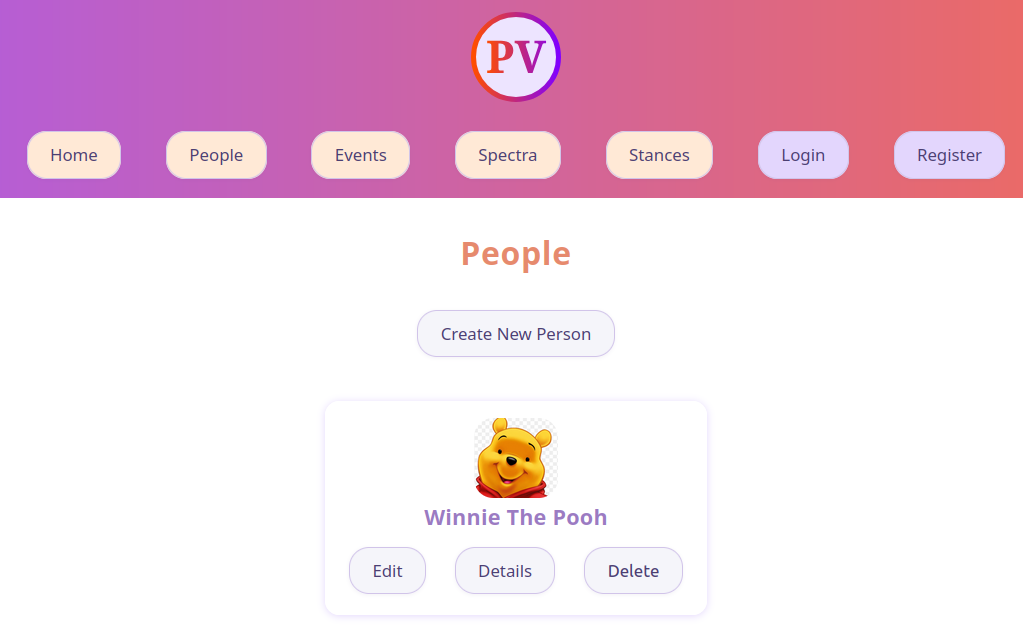 PV
Home People Events Spectra Stances Login Register
People
Create New Person
Winnie The Pooh
Edit Details Delete